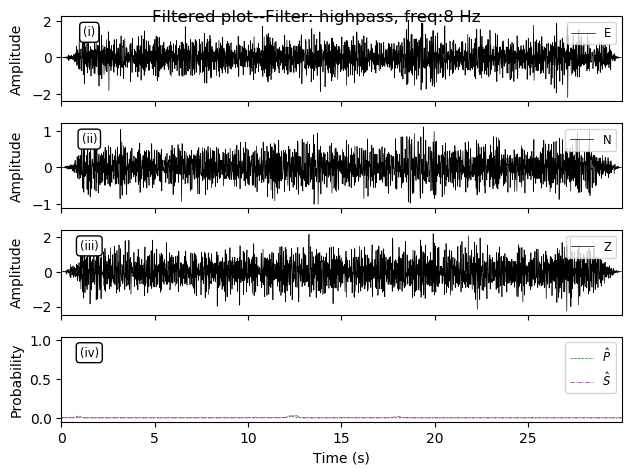 Filtered plot--Filter: highpass, freq:8 Hz
Amplitude
2
0
−2
(i)
E
Amplitude
1
0
−1
(ii)
N
Amplitude
2
0
−2
(iii)
Z
Probability
1.0
0.5
0.0
(iv)
P̂
Ŝ
0 5 10 15 20 25
Time (s)